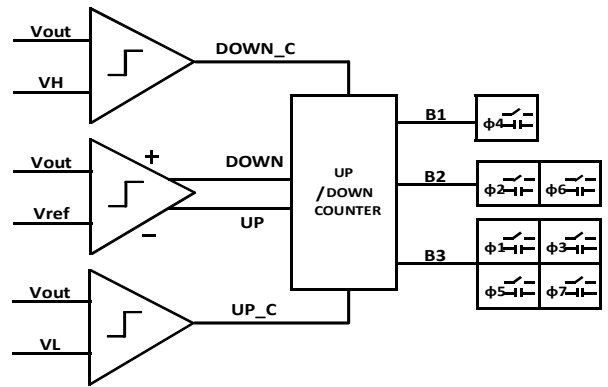 Vout
VH
DOWN_C
Vout
Vref
+
−
DOWN
UP
Vout
VL
UP_C
UP
/DOWN
COUNTER
B1
ϕ4
B2
ϕ2 ϕ6
B3
ϕ1 ϕ3
ϕ5 ϕ7